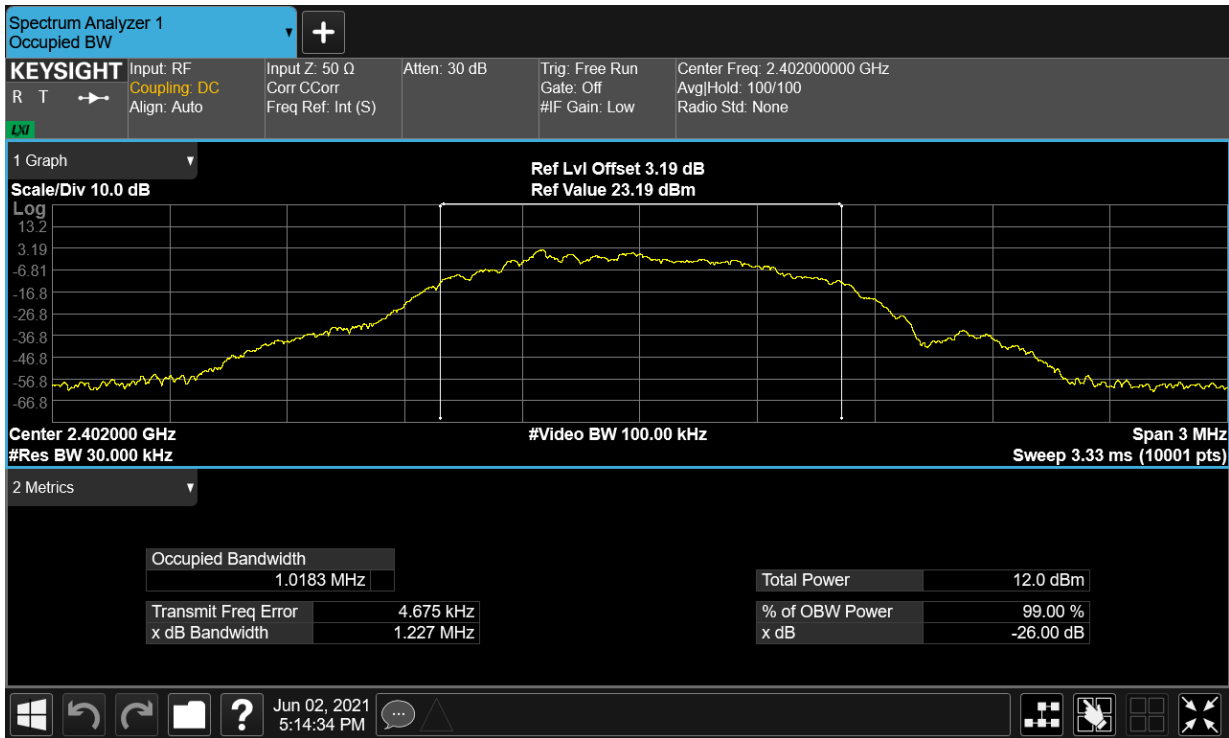 Spectrum Analyzer 1
Occupied BW
KEYSIGHT
R T
LXI
Input: RF
Coupling: DC
Align: Auto
Input Z: 50 Ω
Corr CCorr
Freq Ref: Int (S)
Atten: 30 dB
Trig: Free Run
Gate: Off
#IF Gain: Low
Center Freq: 2.402000000 GHz
Avg|Hold: 100/100
Radio Std: None
1 Graph
Scale/Div 10.0 dB
Ref Lvl Offset 3.19 dB
Ref Value 23.19 dBm
Log
13.2
3.19
-6.81
-16.8
-26.8
-36.8
-46.8
-56.8
-66.8
Center 2.402000 GHz
#Video BW 100.00 kHz
Span 3 MHz
#Res BW 30.000 kHz
Sweep 3.33 ms (10001 pts)
2 Metrics
Occupied Bandwidth
1.0183 MHz
Transmit Freq Error 4.675 kHz
x dB Bandwidth 1.227 MHz
Total Power 12.0 dBm
% of OBW Power 99.00 %
x dB -26.00 dB
?
Jun 02, 2021
5:14:34 PM